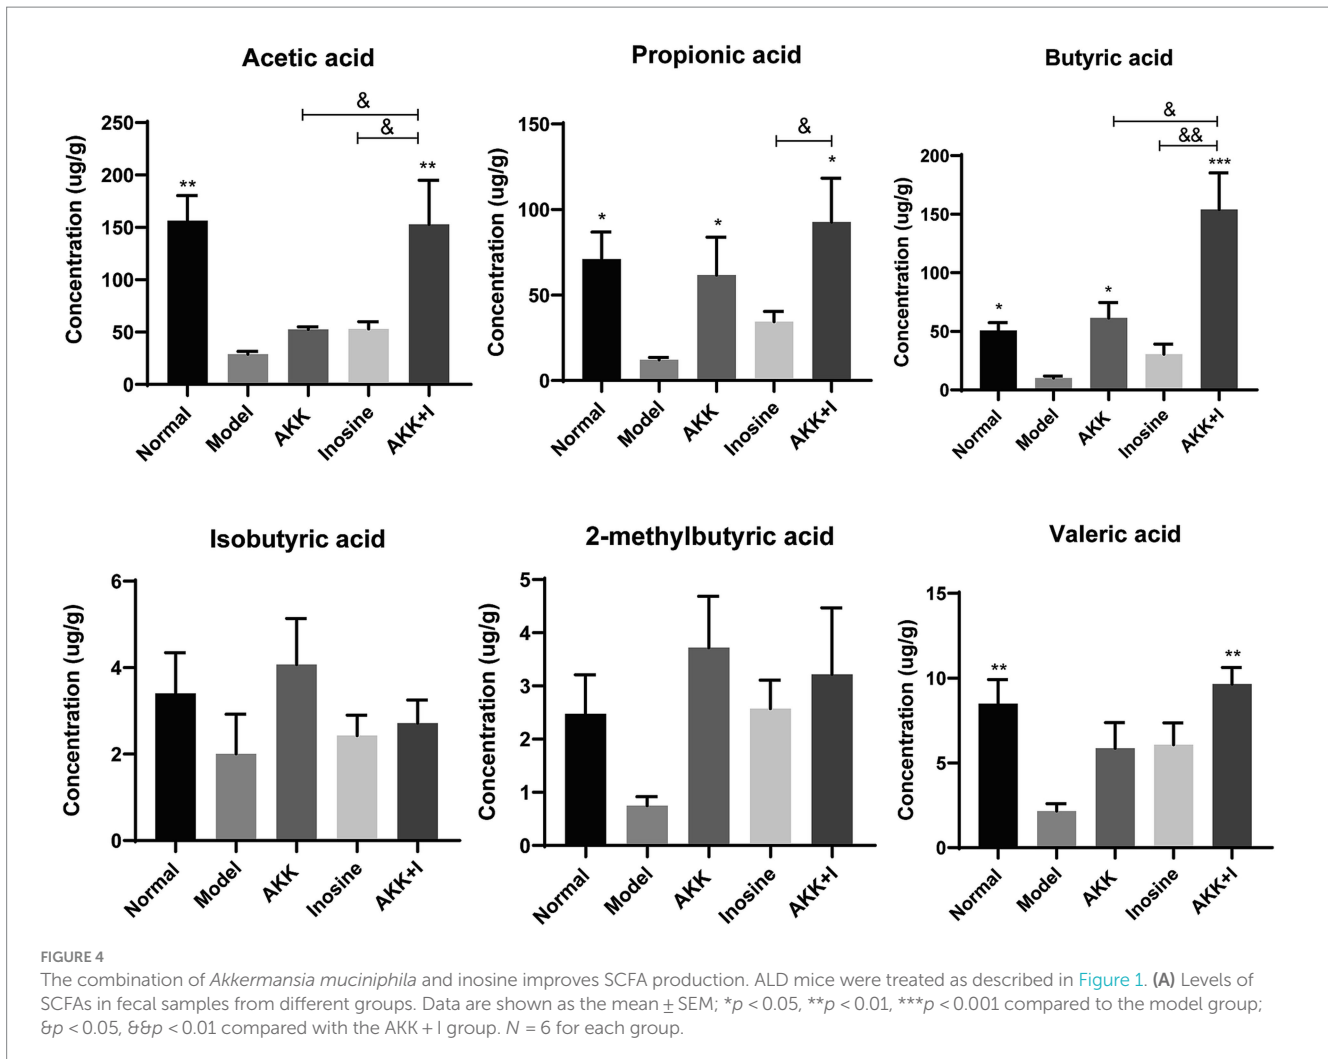 Acetic acid
&
&
Concentration (ug/g)
250
200
150
100
50
0
**
**
Normal
Model
AKK
Inosine
AKK+I
Propionic acid
&
Concentration (ug/g)
150
100
50
0
*
*
*
Normal
Model
AKK
Inosine
AKK+I
Butyric acid
&
&&
Concentration (ug/g)
200
150
100
50
0
*
*
***
Normal
Model
AKK
Inosine
AKK+I
Isobutyric acid
Concentration (ug/g)
6
4
2
0
Normal
Model
AKK
Inosine
AKK+I
2-methylbutyric acid
Concentration (ug/g)
5
4
3
2
1
0
Normal
Model
AKK
Inosine
AKK+I
Valeric acid
Concentration (ug/g)
15
10
5
0
**
**
Normal
Model
AKK
Inosine
AKK+I
FIGURE 4
The combination of Akkermansia muciniphila and inosine improves SCFA production. ALD mice were treated as described in Figure 1. (A) Levels of
SCFAs in fecal samples from different groups. Data are shown as the mean ± SEM; *p < 0.05, **p < 0.01, ***p < 0.001 compared to the model group;
&p < 0.05, &&p < 0.01 compared with the AKK + I group. N = 6 for each group.